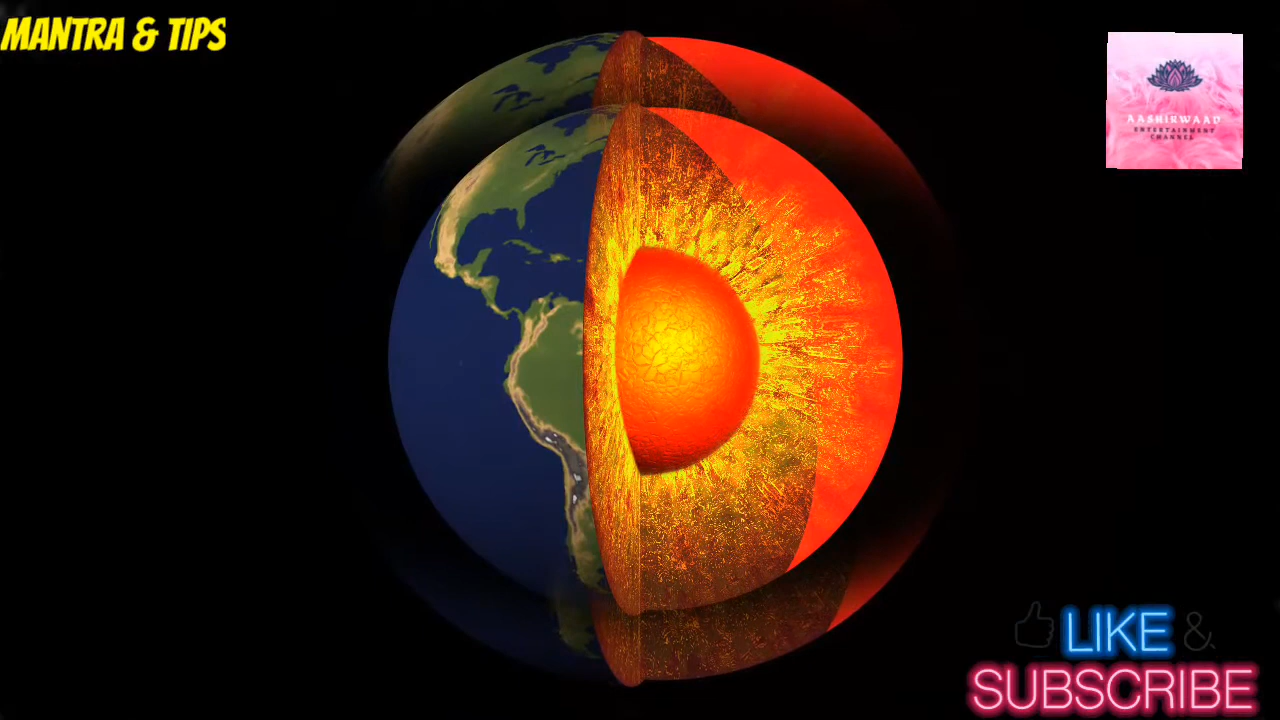 MANTRA & TIPS
AASHIRWAAD
ENTERTAINMENT
CHANNEL
LIKE &
SUBSCRIBE